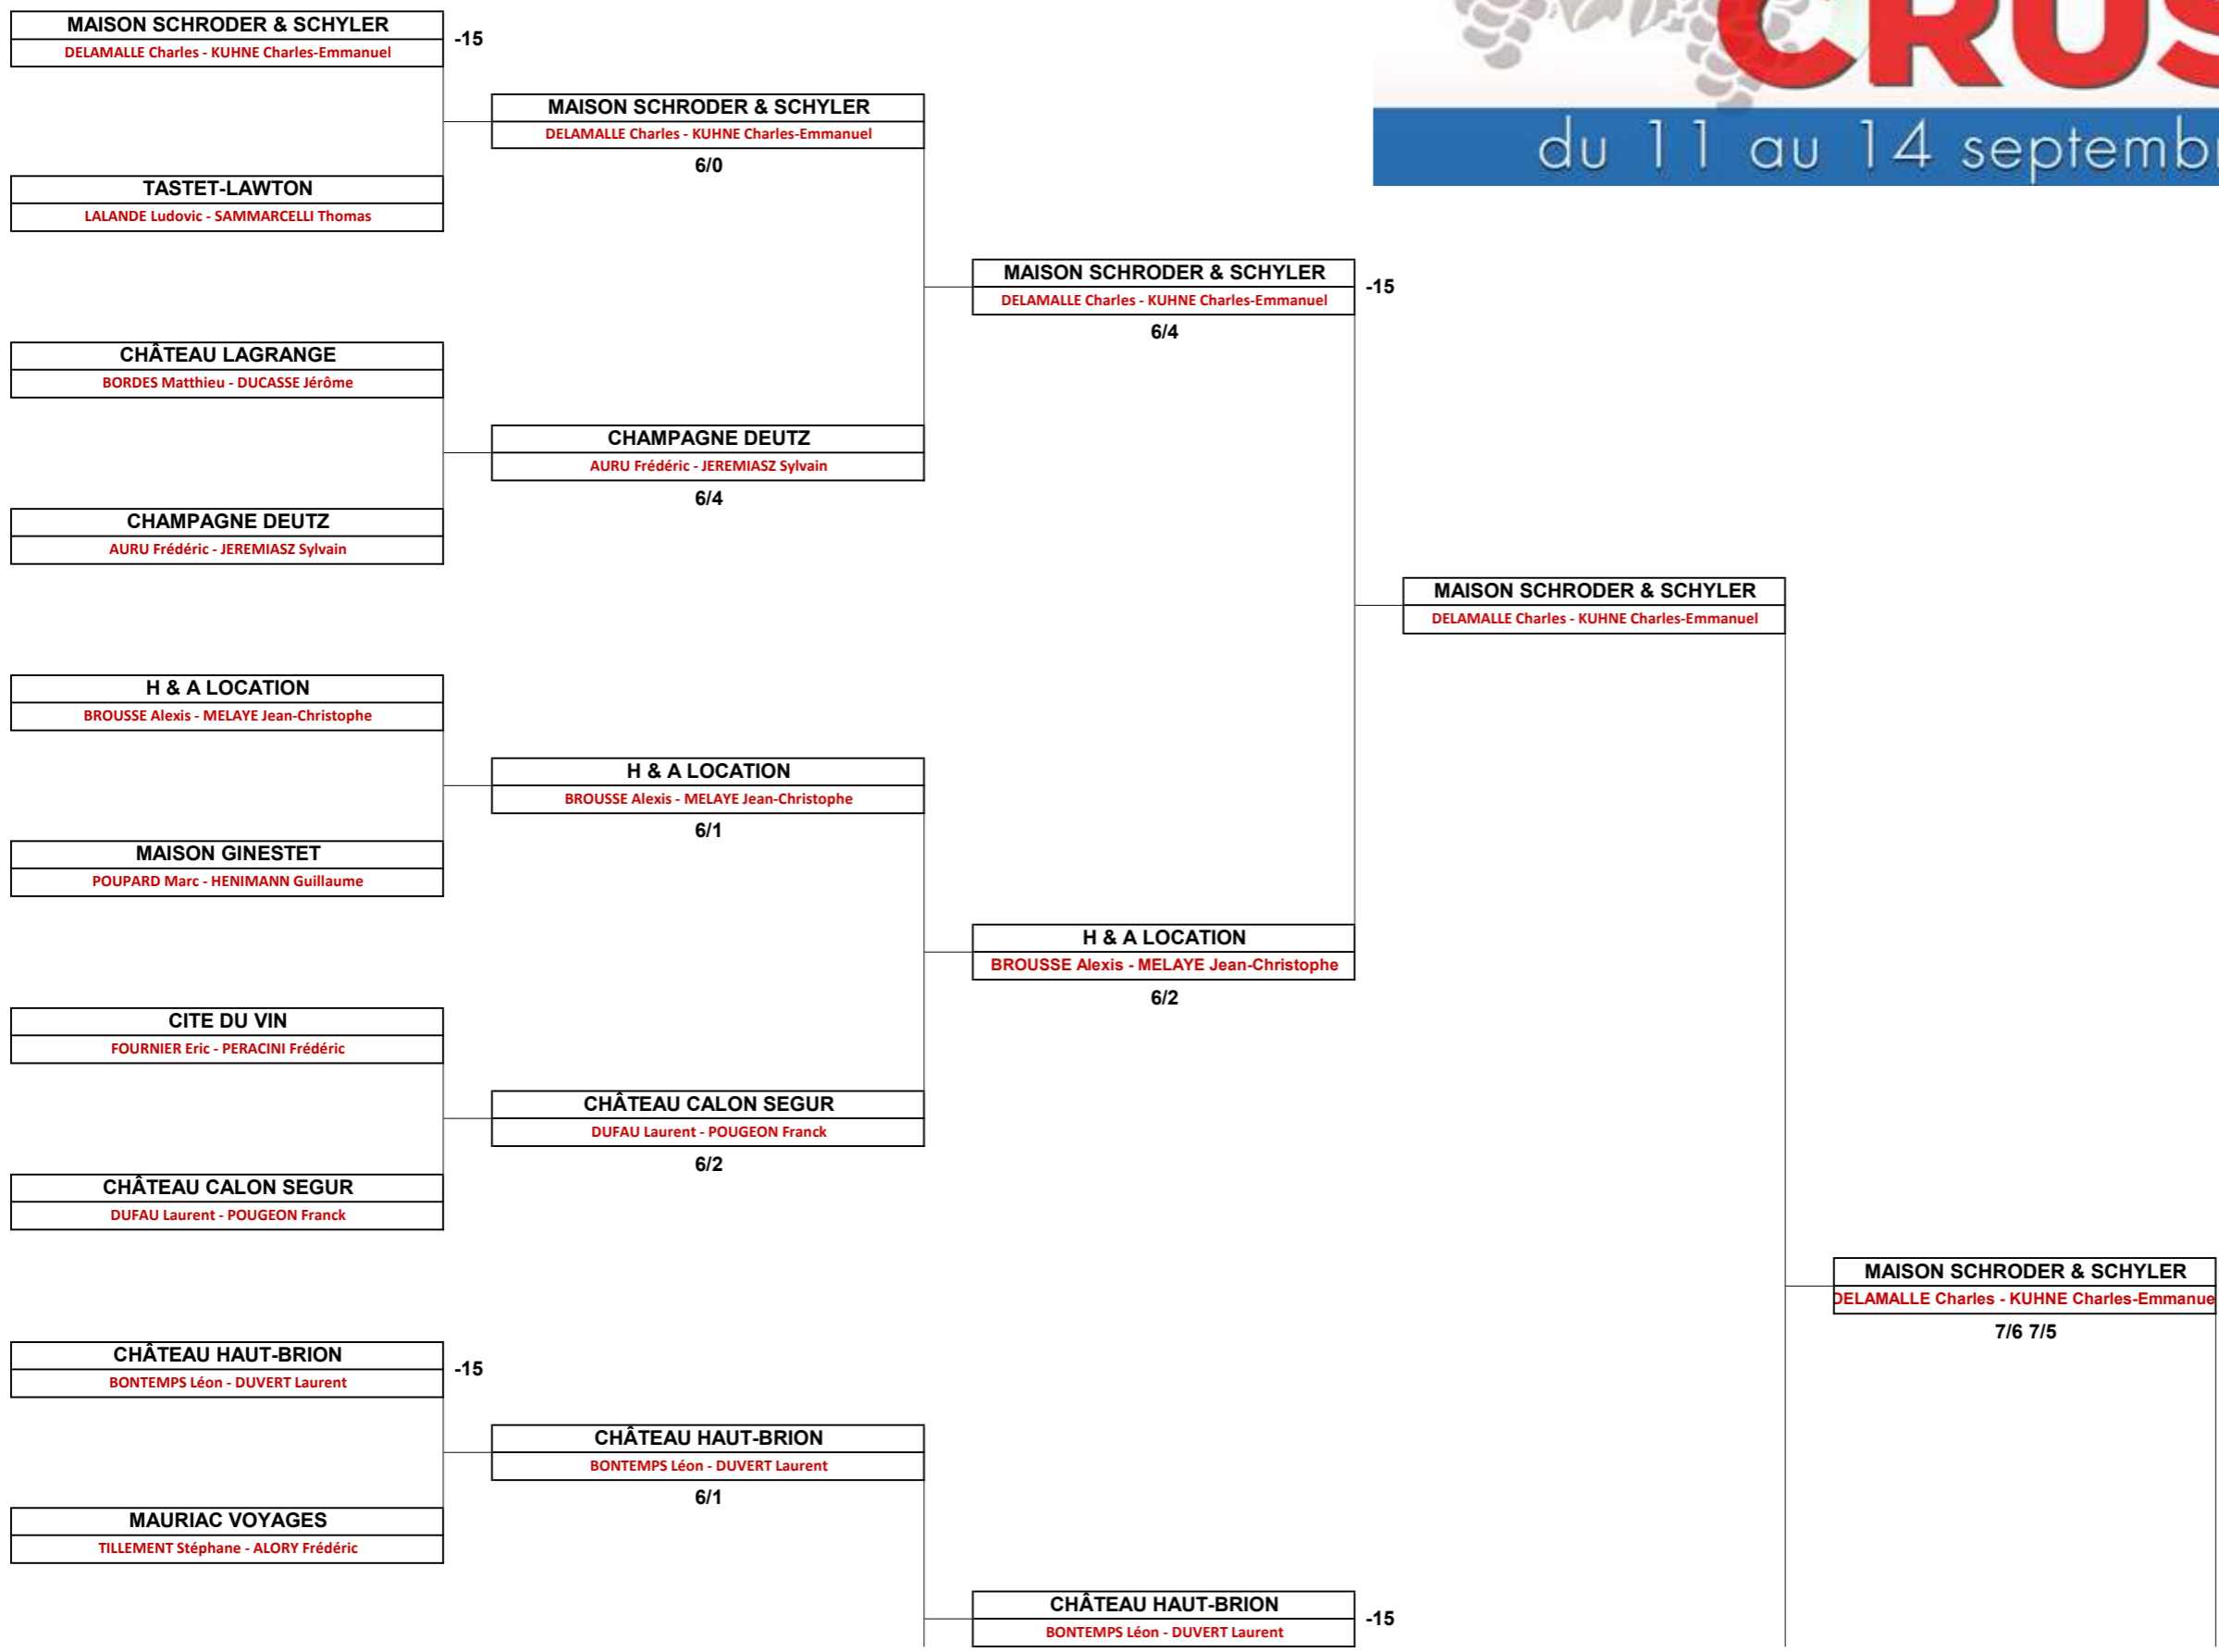 CRUS
du 11 au 14 septemb
MAISON SCHRODER & SCHYLER
DELAMALLE Charles - KUHNE Charles-Emmanuel
-15
MAISON SCHRODER & SCHYLER
DELAMALLE Charles - KUHNE Charles-Emmanuel
6/0
TASTET-LAWTON
LALANDE Ludovic - SAMMARCELLI Thomas
MAISON SCHRODER & SCHYLER
DELAMALLE Charles - KUHNE Charles-Emmanuel
-15
6/4
CHÂTEAU LAGRANGE
BORDES Matthieu - DUCASSE Jérôme
CHAMPAGNE DEUTZ
AURU Frédéric - JEREMIASZ Sylvain
6/4
CHAMPAGNE DEUTZ
AURU Frédéric - JEREMIASZ Sylvain
MAISON SCHRODER & SCHYLER
DELAMALLE Charles - KUHNE Charles-Emmanuel
H & A LOCATION
BROUSSE Alexis - MELAYE Jean-Christophe
H & A LOCATION
BROUSSE Alexis - MELAYE Jean-Christophe
6/1
MAISON GINESTET
POUPARD Marc - HENIMANN Guillaume
H & A LOCATION
BROUSSE Alexis - MELAYE Jean-Christophe
6/2
CITE DU VIN
FOURNIER Eric - PERACINI Frédéric
CHÂTEAU CALON SEGUR
DUFAU Laurent - POUGEON Franck
6/2
CHÂTEAU CALON SEGUR
DUFAU Laurent - POUGEON Franck
MAISON SCHRODER & SCHYLER
DELAMALLE Charles - KUHNE Charles-Emmanue
7/6 7/5
CHÂTEAU HAUT-BRION
BONTEMPS Léon - DUVERT Laurent
-15
CHÂTEAU HAUT-BRION
BONTEMPS Léon - DUVERT Laurent
6/1
MAURIAC VOYAGES
TILLEMENT Stéphane - ALORY Frédéric
CHÂTEAU HAUT-BRION
BONTEMPS Léon - DUVERT Laurent
-15